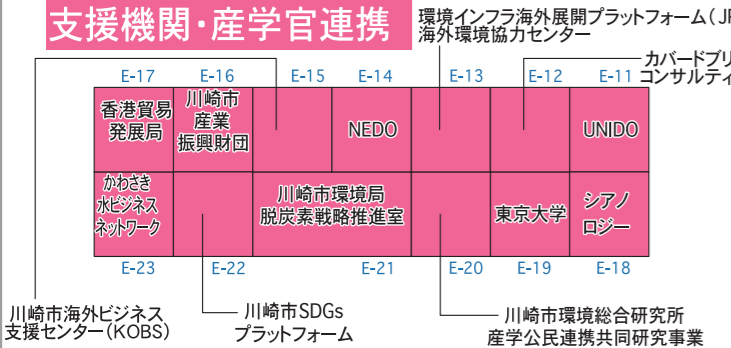 支援機関・産学官連携
環境インフラ海外展開プラットフォーム(JP
海外環境協力センター
カバードブリ
コンサルティ
E-17
E-16
E-15
E-14
E-13
E-12
E-11
香港貿易
発展局
川崎市
産業
振興財団
NEDO
UNIDO
かわさき
水ビジネス
ネットワーク
川崎市環境局
脱炭素戦略推進室
東京大学
シアノ
ロジー
E-23
E-22
E-21
E-20
E-19
E-18
川崎市海外ビジネス
支援センター(KOBS)
川崎市SDGs
プラットフォーム
川崎市環境総合研究所
産学公民連携共同研究事業